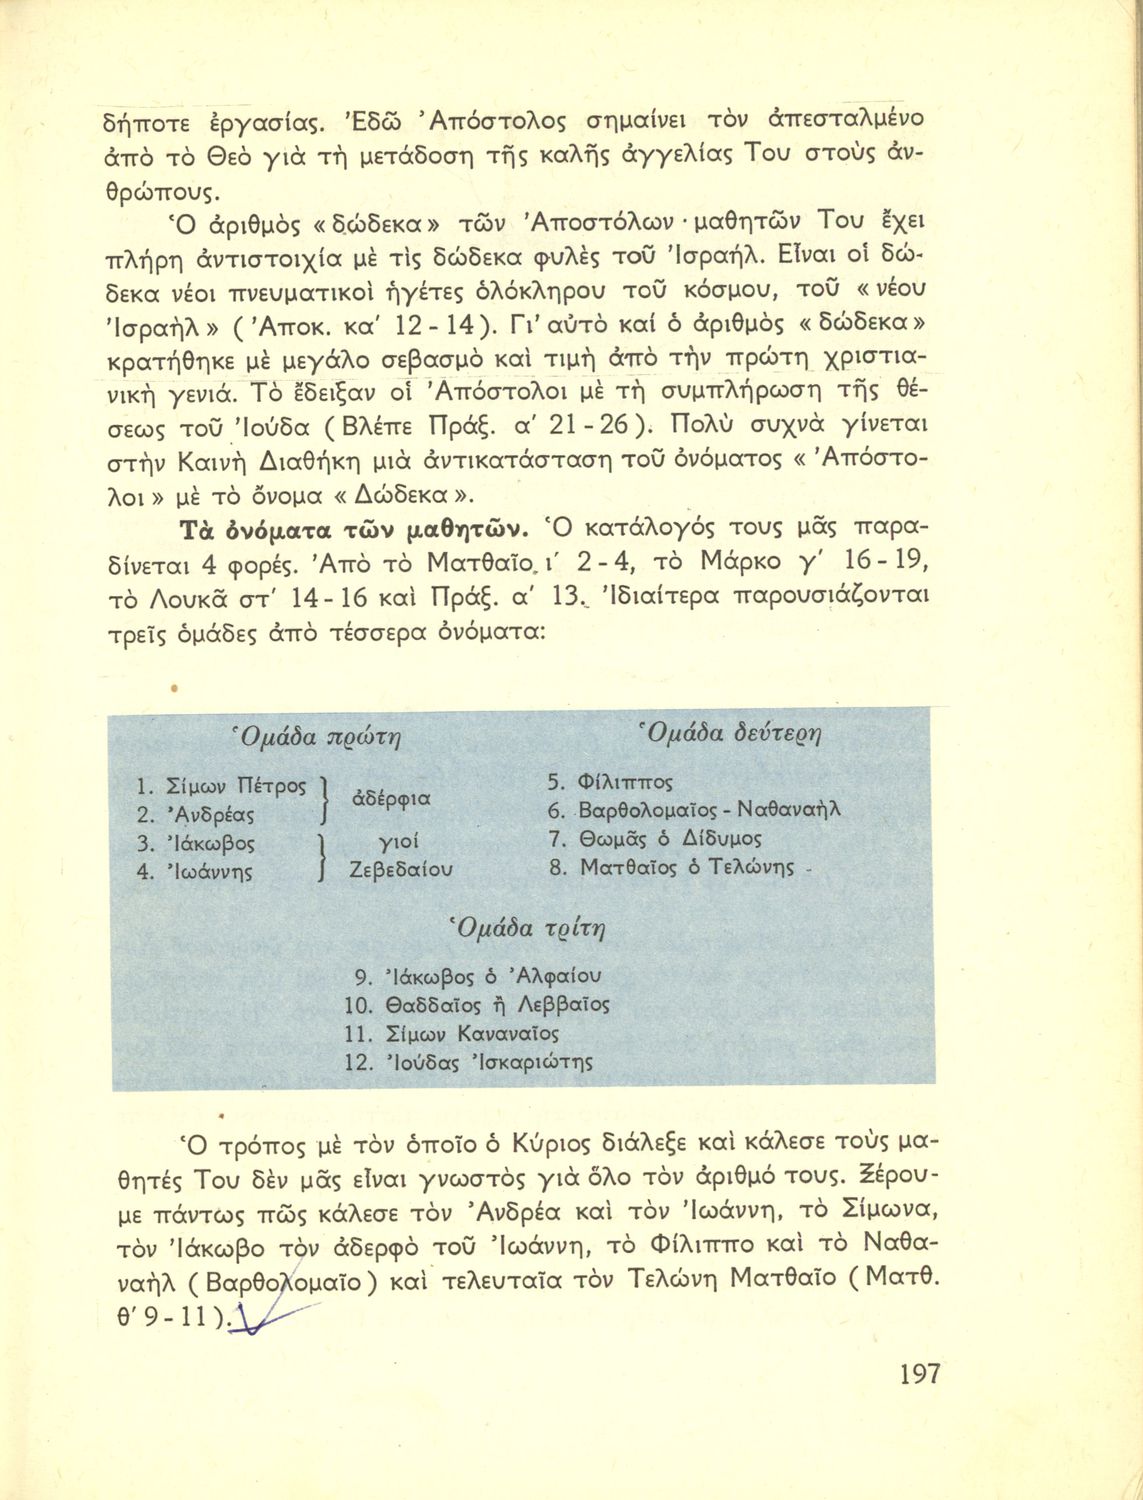 δήποτε ἐργασίας. Ἐδῶ Ἀπόστολος σημαίνει τὸν ἀπεσταλμένο
ἀπὸ τὸ Θεὸ γιὰ τὴ μετάδοση τῆς καλῆς ἀγγελίας Του στοὺς ἀν-
θρώπους.
Ὁ ἀριθμὸς «δώδεκα» τῶν Ἀποστόλων · μαθητῶν Του ἔχει
πλήρη ἀντιστοιχία μὲ τὶς δώδεκα φυλὲς τοῦ Ἰσραήλ. Εἶναι οἱ δώ-
δεκα νέοι πνευματικοὶ ἡγέτες ὁλόκληρου τοῦ κόσμου, τοῦ «νέου
Ἰσραὴλ» (Ἀποκ. κα′ 12 - 14). Γι' αὐτὸ καί ὁ ἀριθμὸς «δώδεκα»
κρατήθηκε μὲ μεγάλο σεβασμὸ καὶ τιμὴ ἀπὸ τὴν πρώτη χριστια-
νικὴ γενιά. Τὸ ἔδειξαν οἱ Ἀπόστολοι μὲ τὴ συμπλήρωση τῆς θέ-
σεως τοῦ Ἰούδα (Βλέπε Πράξ. α′ 21 - 26). Πολὺ συχνὰ γίνεται
στὴν Καινὴ Διαθήκη μιὰ ἀντικατάσταση τοῦ ὀνόματος «Ἀπόστο-
λοι» μὲ τὸ ὄνομα «Δώδεκα».
Τὰ ὀνόματα τῶν μαθητῶν. Ὁ κατάλογός τους μᾶς παρα-
δίνεται 4 φορές. Ἀπὸ τὸ Ματθαῖο ι′ 2 - 4, τὸ Μάρκο γ′ 16 - 19,
τὸ Λουκᾶ στ′ 14 - 16 καὶ Πράξ. α′ 13. Ἰδιαίτερα παρουσιάζονται
τρεῖς ὁμάδες ἀπὸ τέσσερα ὀνόματα:
Ὁμάδα πρώτη
1. Σίμων Πέτρος
2. Ἀνδρέας
ἀδέρφια
3. Ἰάκωβος
4. Ἰωάννης
γιοί
Ζεβεδαίου
Ὁμάδα δεύτερη
5. Φίλιππος
6. Βαρθολομαῖος - Ναθαναὴλ
7. Θωμᾶς ὁ Δίδυμος
8. Ματθαῖος ὁ Τελώνης
Ὁμάδα τρίτη
9. Ἰάκωβος ὁ Ἀλφαίου
10. Θαδδαῖος ἢ Λεββαῖος
11. Σίμων Καναναῖος
12. Ἰούδας Ἰσκαριώτης
Ὁ τρόπος μὲ τὸν ὁποῖο ὁ Κύριος διάλεξε καὶ κάλεσε τοὺς μα-
θητές Του δὲν μᾶς εἶναι γνωστὸς γιὰ ὅλο τὸν ἀριθμό τους. Ξέρου-
με πάντως πῶς κάλεσε τὸν Ἀνδρέα καὶ τὸν Ἰωάννη, τὸ Σίμωνα,
τὸν Ἰάκωβο τὸν ἀδερφὸ τοῦ Ἰωάννη, τὸ Φίλιππο καὶ τὸ Ναθα-
ναὴλ (Βαρθολομαῖο) καὶ τελευταῖα τὸν Τελώνη Ματθαῖο (Ματθ.
θ′ 9 - 11).
197